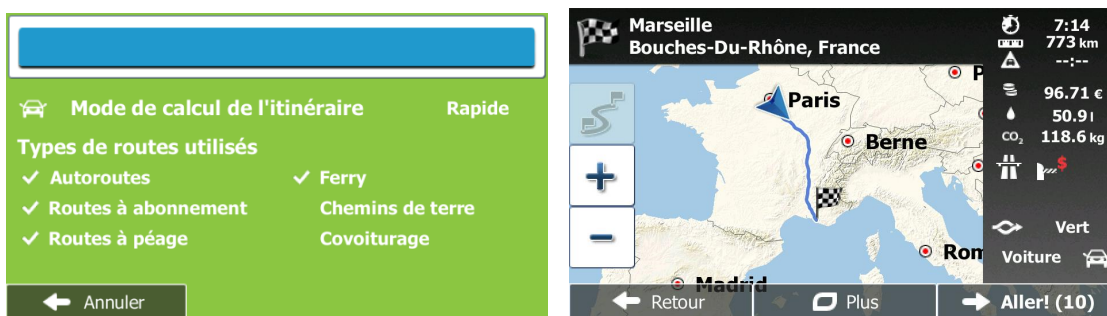 Mode de calcul de l'itinéraire Rapide
Types de routes utilisés
Autoroutes Ferry
Routes à abonnement Chemins de terre
Routes à péage Covoiturage
Annuler
Marseille
Bouches-Du-Rhône, France
7:14
773 km
--:--
96.71 €
50.9 l
CO₂ 118.6 kg
$
Vert
Voiture
P
Paris
Berne
Rom
Madrid
Retour Plus Aller! (10)